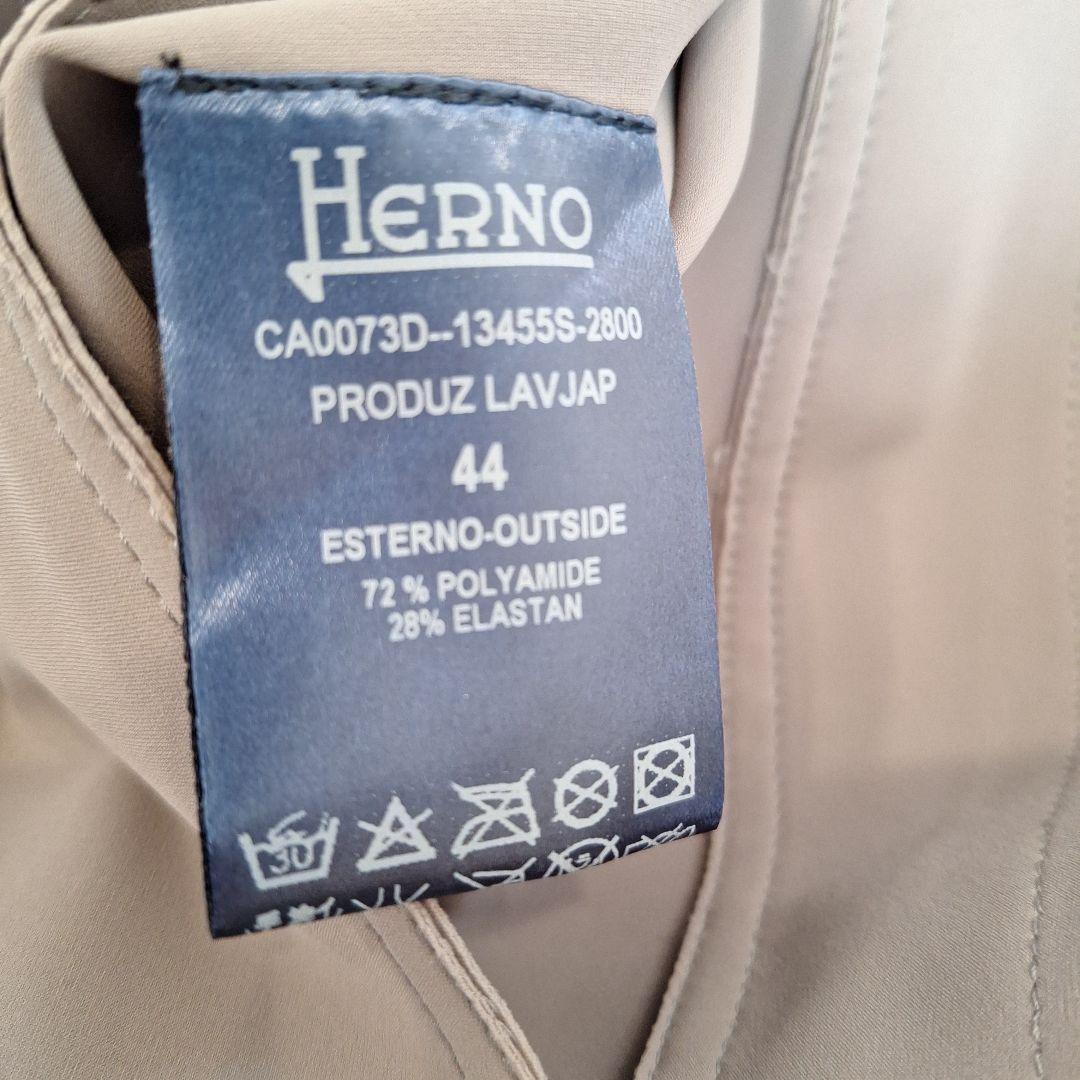 HERNO
CA0073D--13455S-2800
PRODUZ LAVJAP
44
ESTERNO-OUTSIDE
72 % POLYAMIDE
28% ELASTAN
30